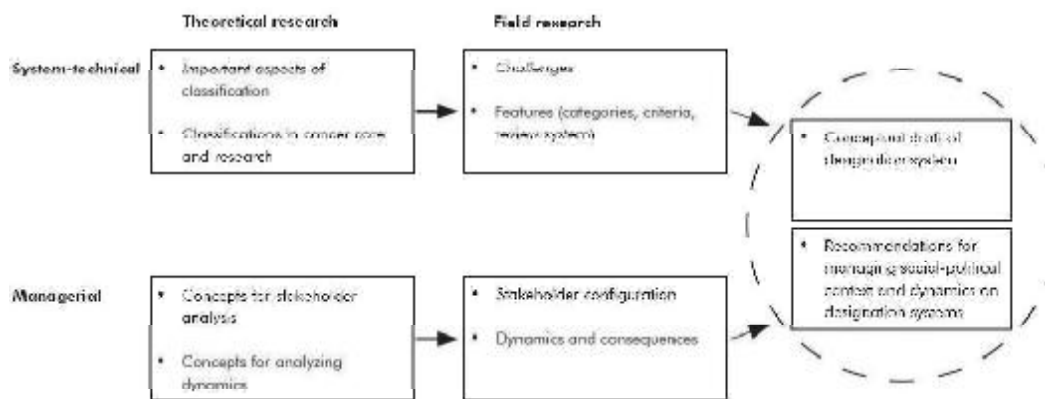 Theoretical research
Field research
System-technical
• Important aspects of
classification
• Classifications in cancer care
and research
• Challenges
• Features (categories, criteria,
review system)
• Conceptual draft of
designation system
• Recommendations for
managing social-political
context and dynamics on
designation systems
Managerial
• Concepts for stakeholder
analysis
• Concepts for analyzing
dynamics
• Stakeholder configuration
• Dynamics and consequences